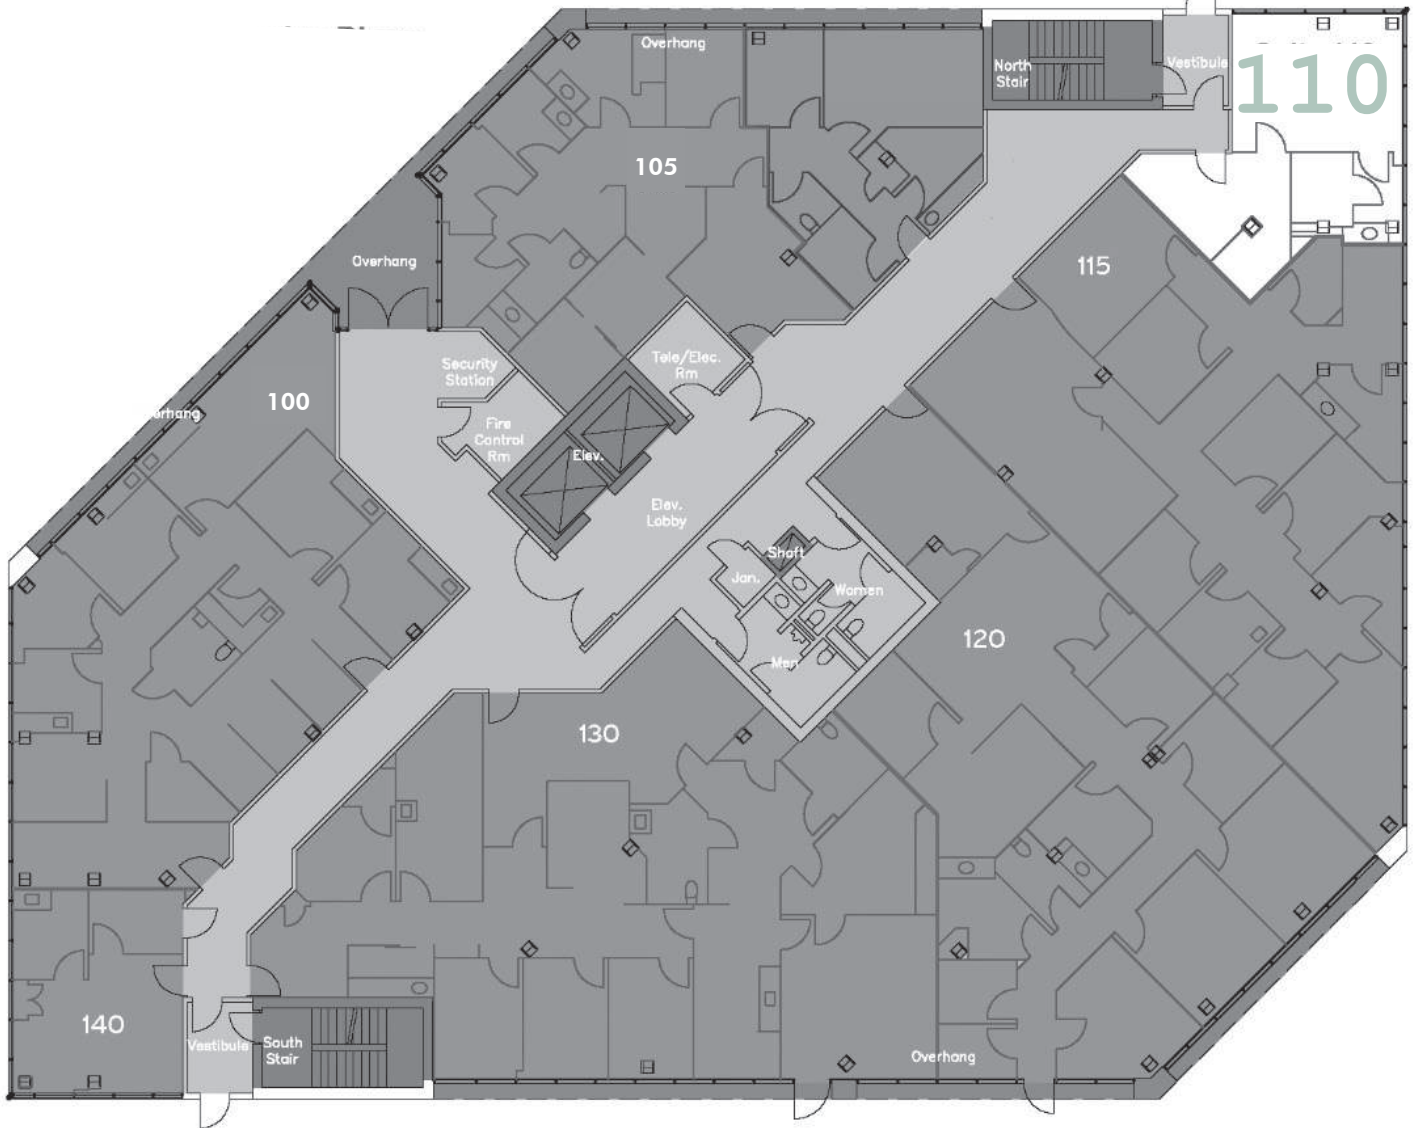 Overhang
North
Stair
Vestibule
110
105
Overhang
115
Security
Station
Tele/Elec.
Rm
100
Fire
Control
Rm
Elev.
Elev.
Lobby
Shaft
Jan.
Women
Men
120
130
140
Vestibule
South
Stair
Overhang